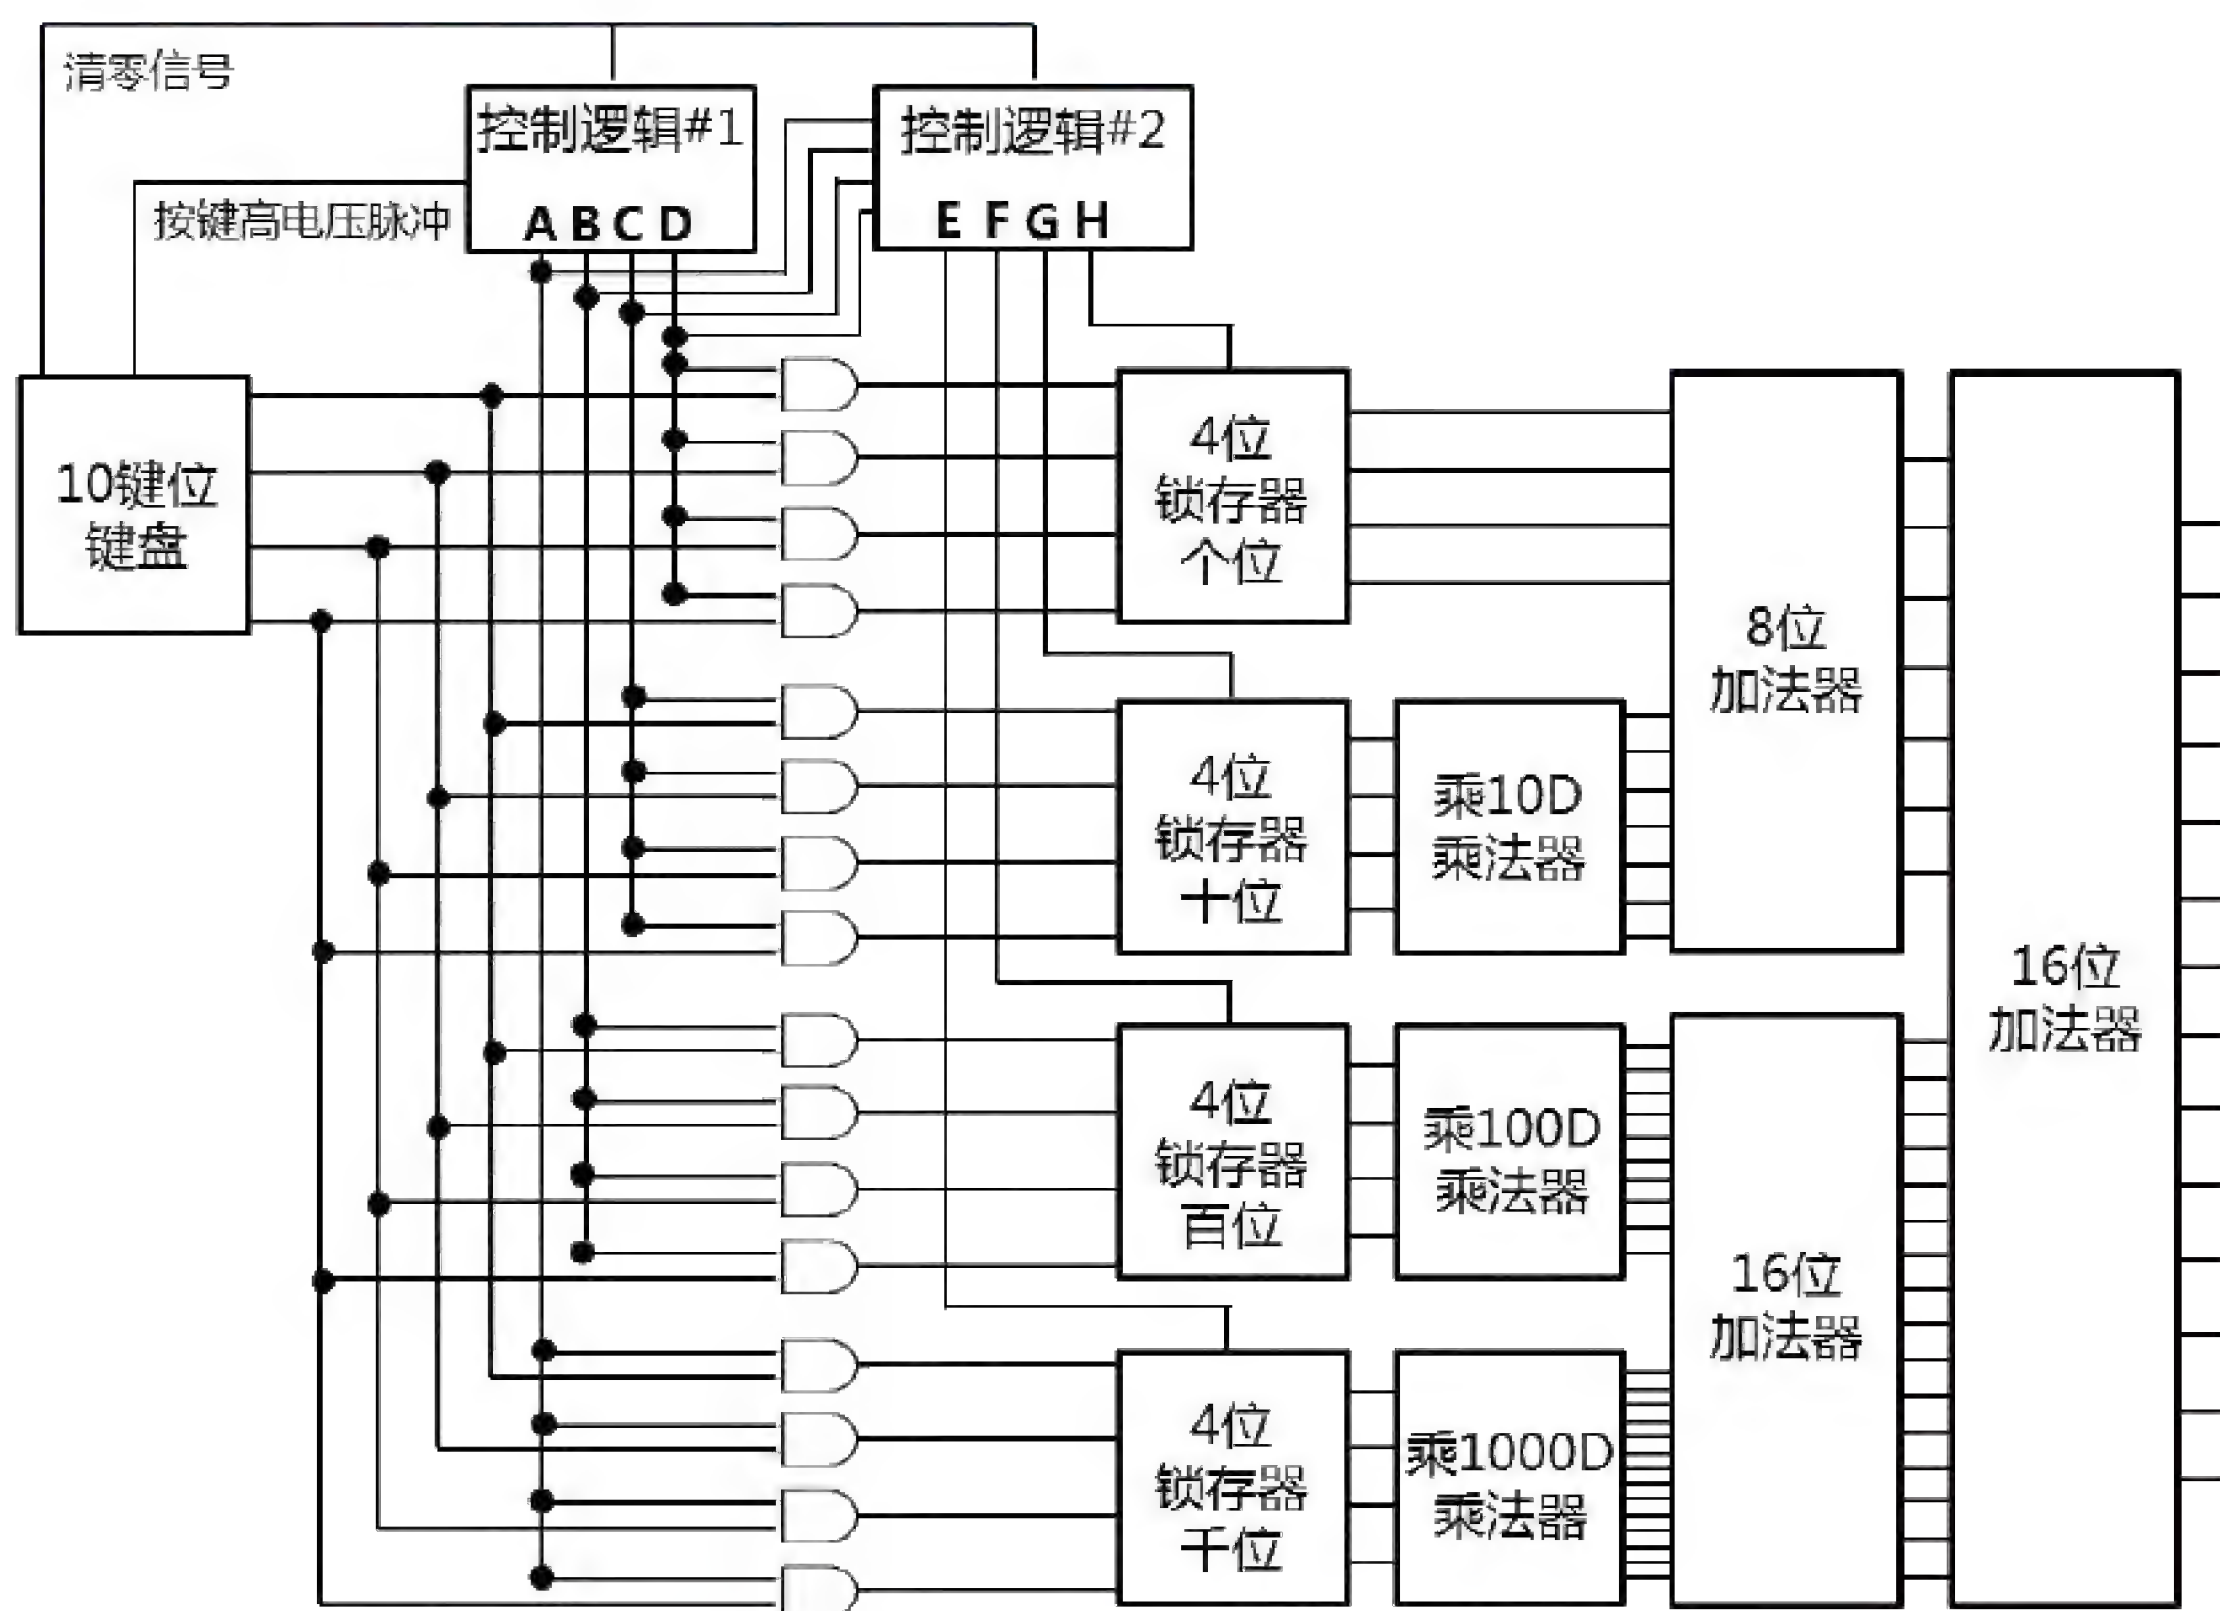 清零信号
控制逻辑#1
控制逻辑#2
按键高电压脉冲
A B C D
E F G H
10键位
键盘
4位
锁存器
个位
8位
加法器
4位
锁存器
十位
乘10D
乘法器
16位
加法器
4位
锁存器
百位
乘100D
乘法器
16位
加法器
4位
锁存器
千位
乘1000D
乘法器